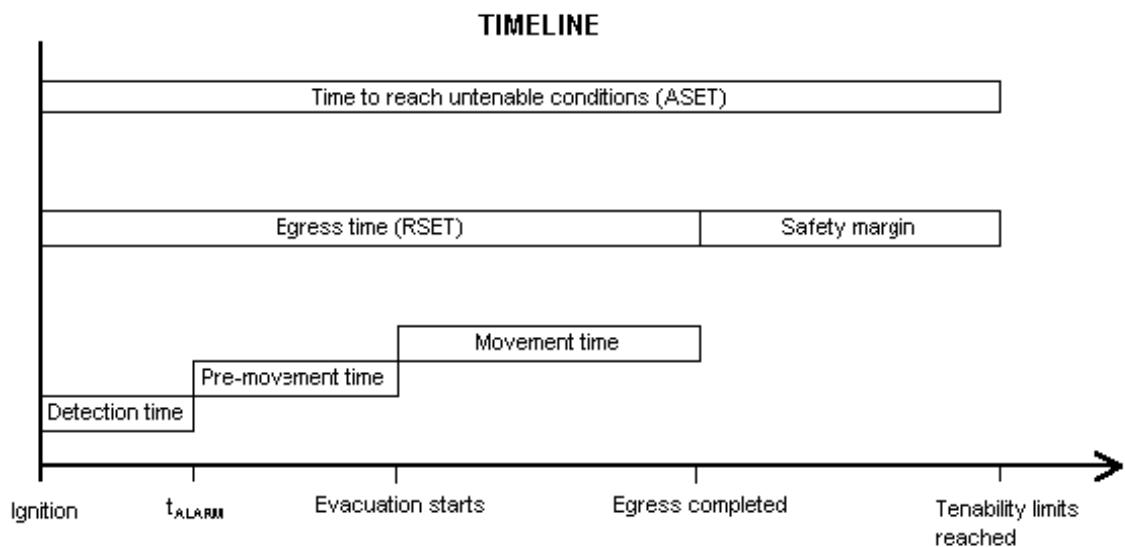 TIMELINE
Time to reach untenable conditions (ASET)
Egress time (RSET)
Safety margin
Movement time
Pre-movement time
Detection time
Ignition
tALARM
Evacuation starts
Egress completed
Tenability limits
reached